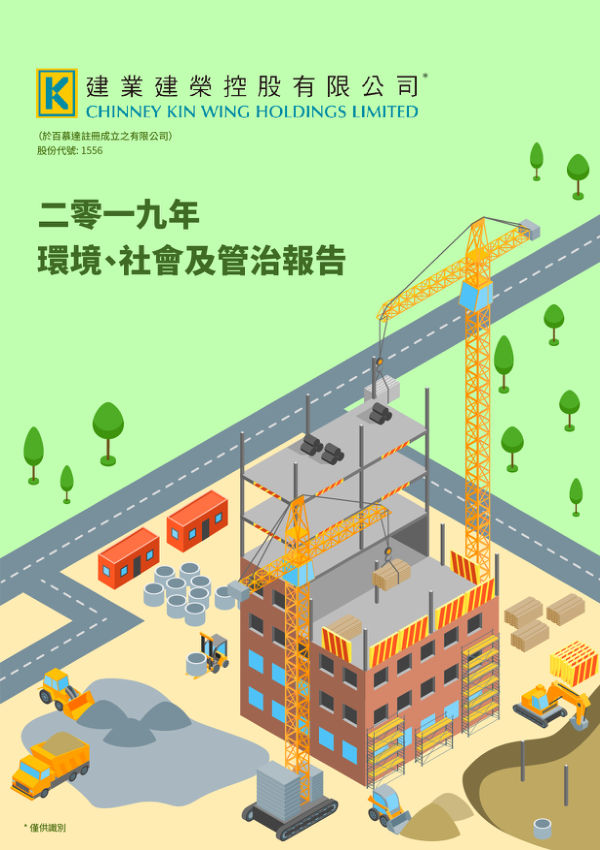 K
建業建榮控股有限公司*
CHINNEY KIN WING HOLDINGS LIMITED
(於百慕達註冊成立之有限公司)
股份代號: 1556
二零一九年
環境、社會及管治報告
* 僅供識別